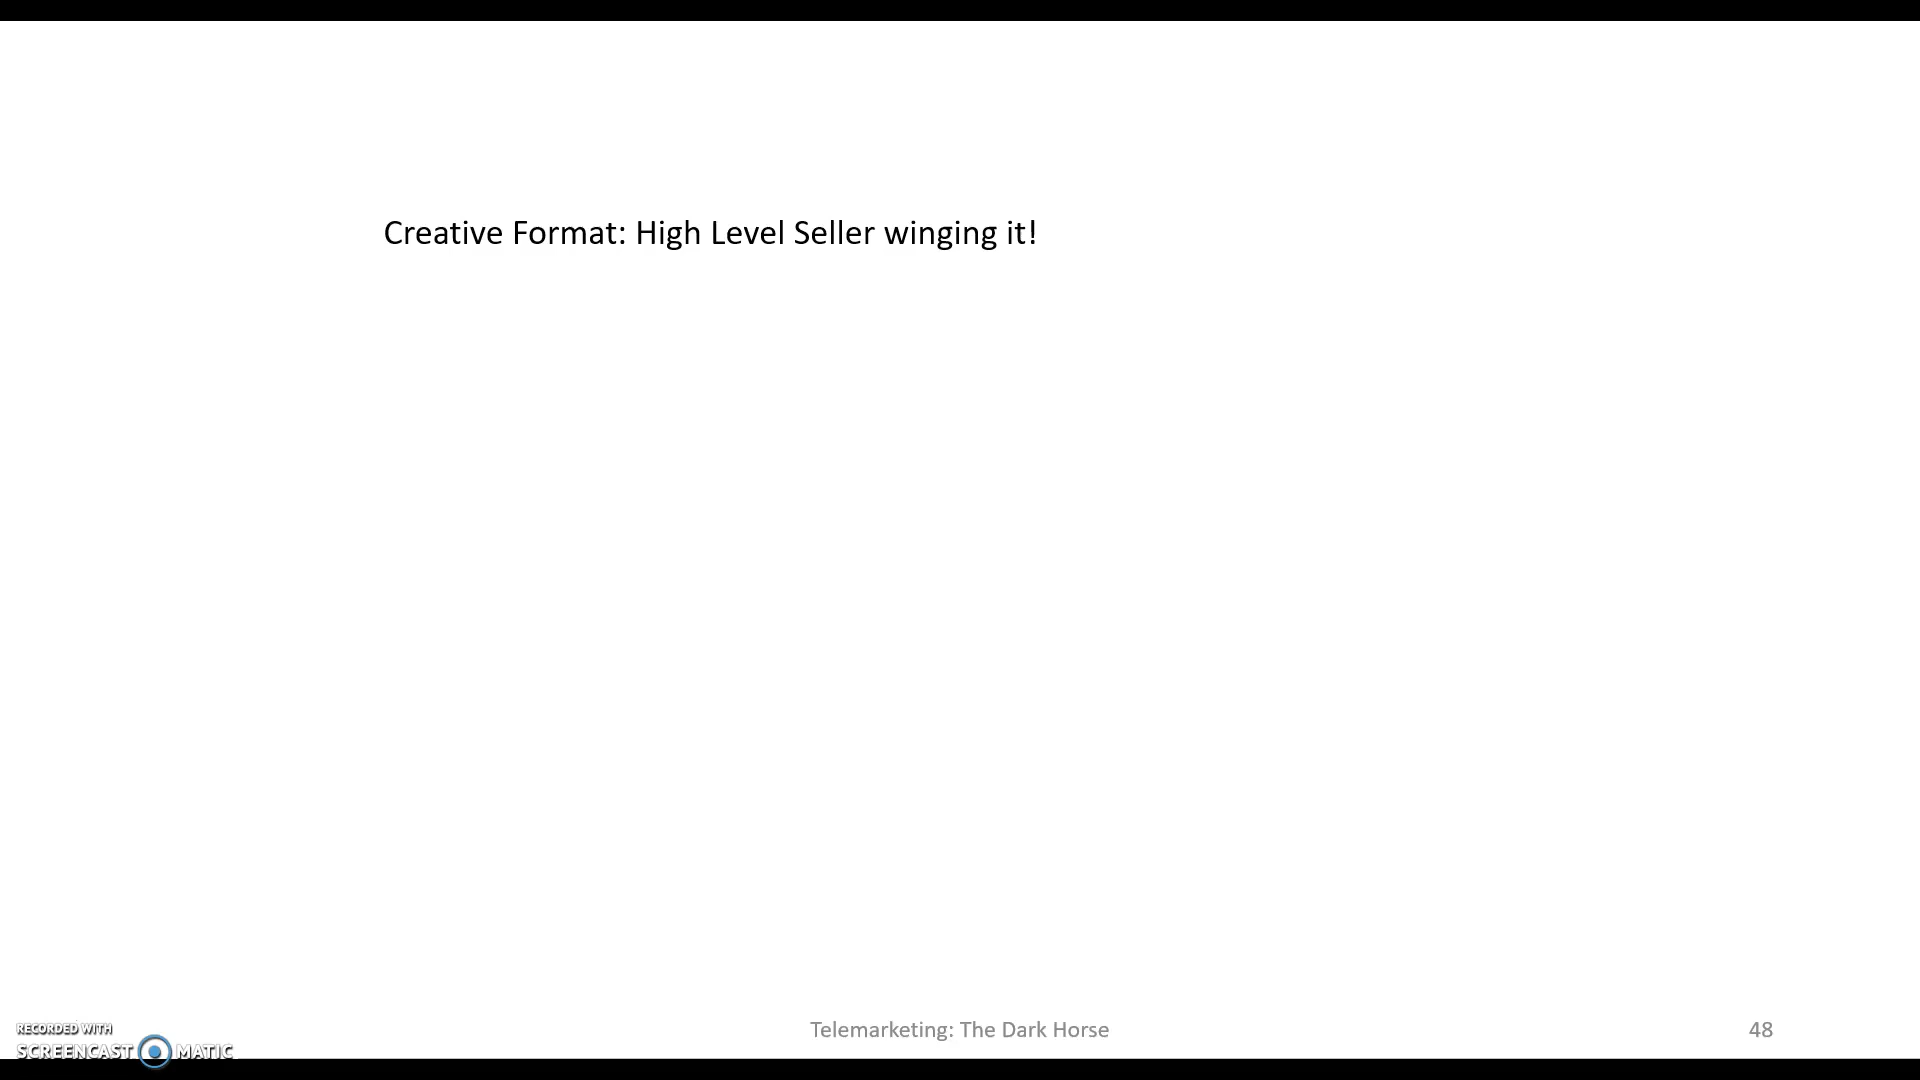 Creative Format: High Level Seller winging it!
Telemarketing: The Dark Horse
48
RECORDED WITH
SCREENCAST MATIC